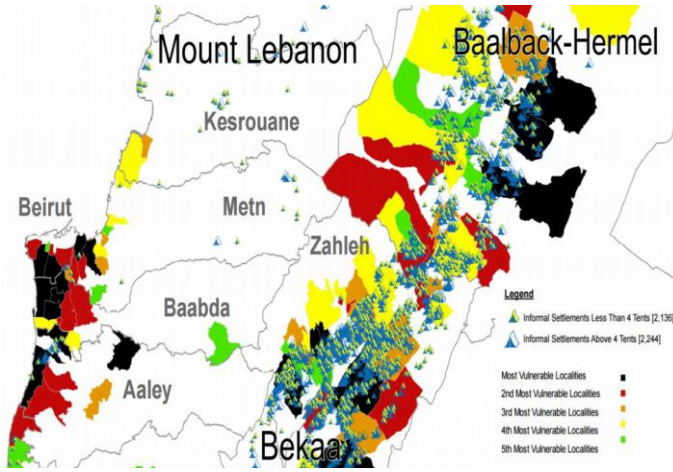 Mount Lebanon
Baalback-Hermel
Kesrouane
Beirut
Metn
Zahleh
Baabda
Aaley
Bekaa
Legend
Informal Settlements Less Than 4 Tents [2,136]
Informal Settlements Above 4 Tents [2,244]
Most Vulnerable Localities
2nd Most Vulnerable Localities
3rd Most Vulnerable Localities
4th Most Vulnerable Localities
5th Most Vulnerable Localities